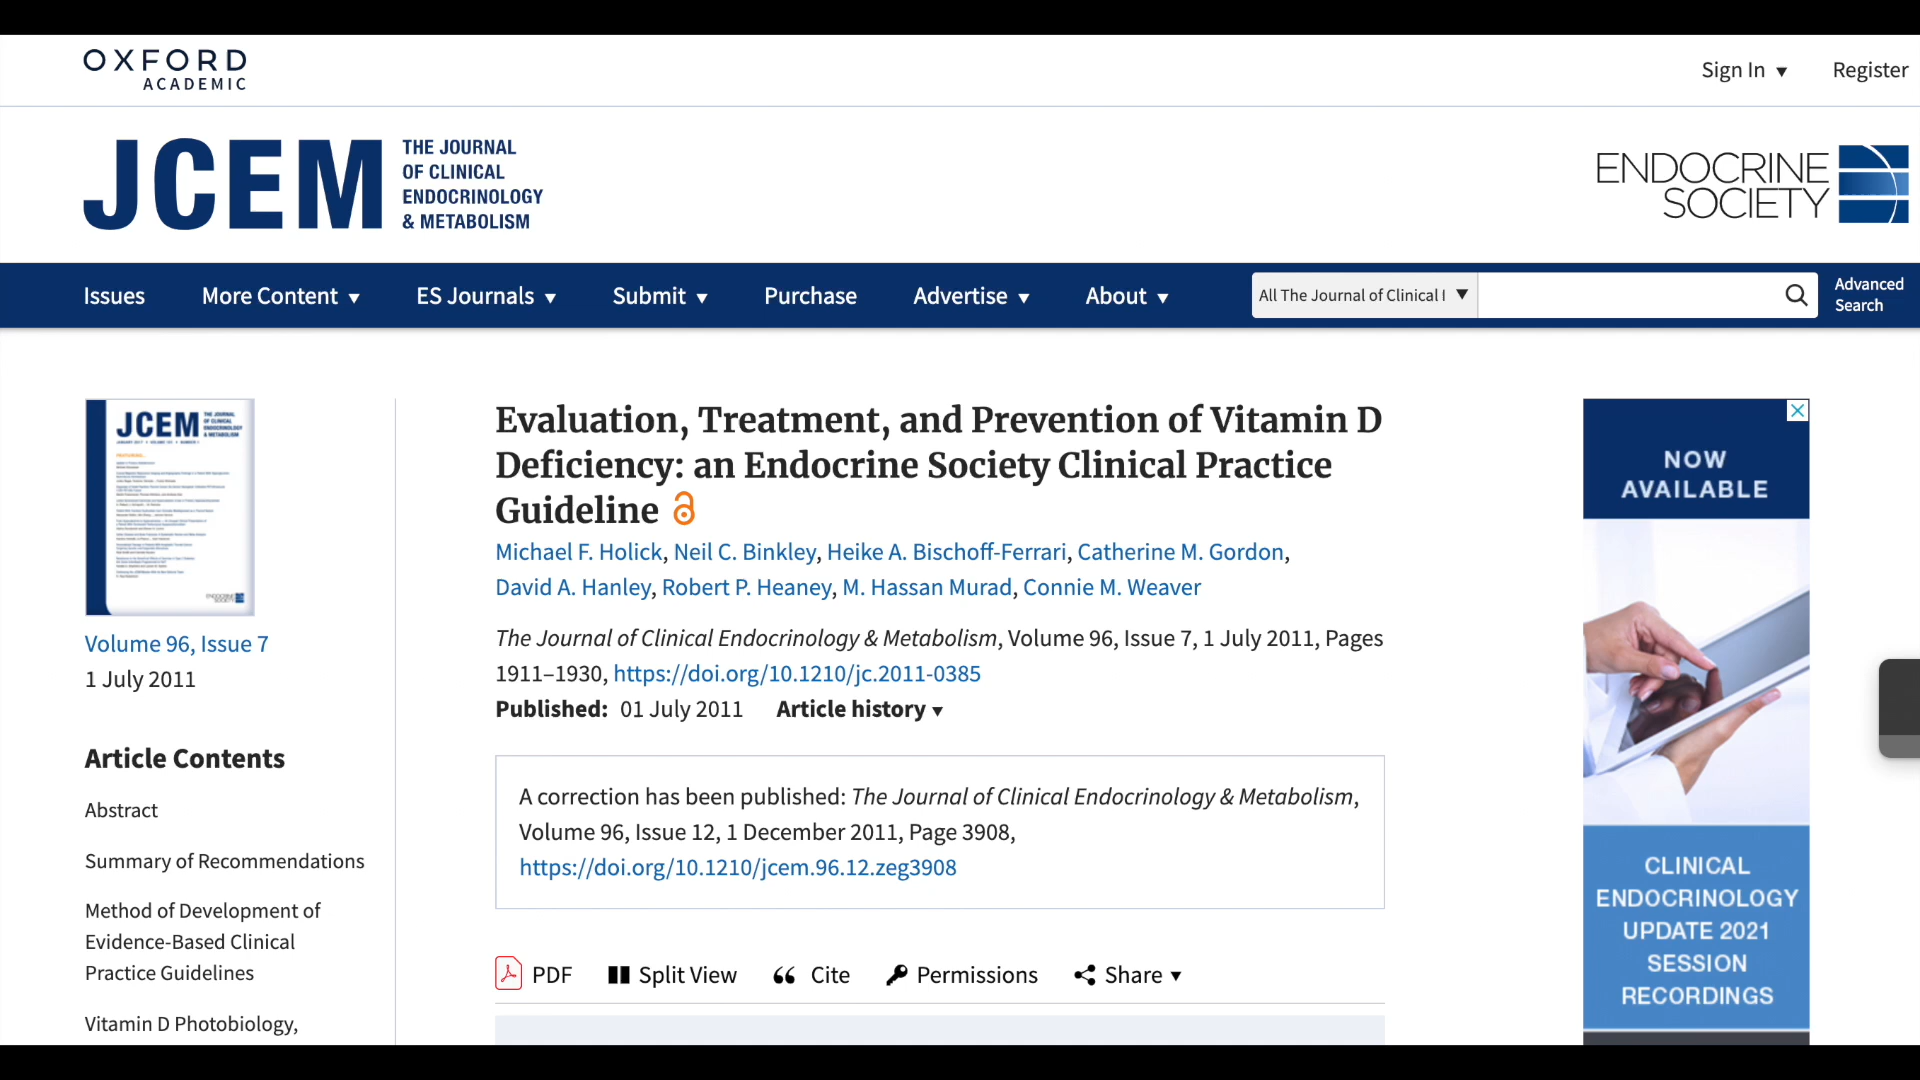 OXFORD
ACADEMIC
Sign In ▼
Register
JCEM
THE JOURNAL
OF CLINICAL
ENDOCRINOLOGY
& METABOLISM
ENDOCRINE
SOCIETY
Issues
More Content ▼
ES Journals ▼
Submit ▼
Purchase
Advertise ▼
About ▼
All The Journal of Clinical I ▼
Advanced
Search
JCEM
THE JOURNAL
OF CLINICAL
ENDOCRINOLOGY
& METABOLISM
ENDOCRINE
SOCIETY
Volume 96, Issue 7
1 July 2011
Article Contents
Abstract
Summary of Recommendations
Method of Development of
Evidence-Based Clinical
Practice Guidelines
Vitamin D Photobiology,
Evaluation, Treatment, and Prevention of Vitamin D
Deficiency: an Endocrine Society Clinical Practice
Guideline
Michael F. Holick, Neil C. Binkley, Heike A. Bischoff-Ferrari, Catherine M. Gordon,
David A. Hanley, Robert P. Heaney, M. Hassan Murad, Connie M. Weaver
The Journal of Clinical Endocrinology & Metabolism, Volume 96, Issue 7, 1 July 2011, Pages
1911–1930, https://doi.org/10.1210/jc.2011-0385
Published: 01 July 2011 Article history ▾
A correction has been published: The Journal of Clinical Endocrinology & Metabolism,
Volume 96, Issue 12, 1 December 2011, Page 3908,
https://doi.org/10.1210/jcem.96.12.zeg3908
PDF
Split View
Cite
Permissions
Share ▾
NOW
AVAILABLE
CLINICAL
ENDOCRINOLOGY
UPDATE 2021
SESSION
RECORDINGS